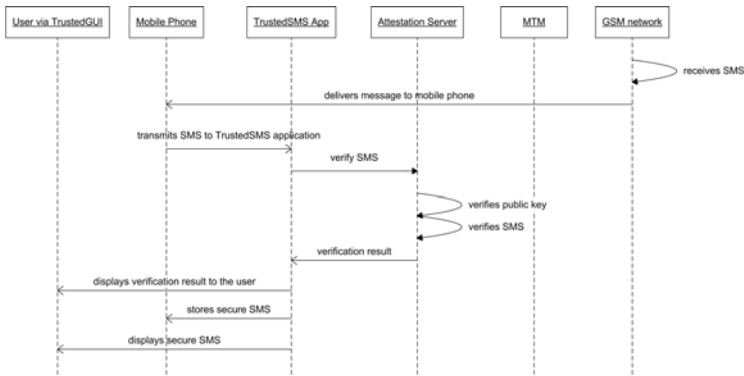 User via TrustedGUI
Mobile Phone
TrustedSMS App
Attestation Server
MTM
GSM network
receives SMS
delivers message to mobile phone
transmits SMS to TrustedSMS application
verify SMS
verifies public key
verifies SMS
verification result
displays verification result to the user
stores secure SMS
displays secure SMS